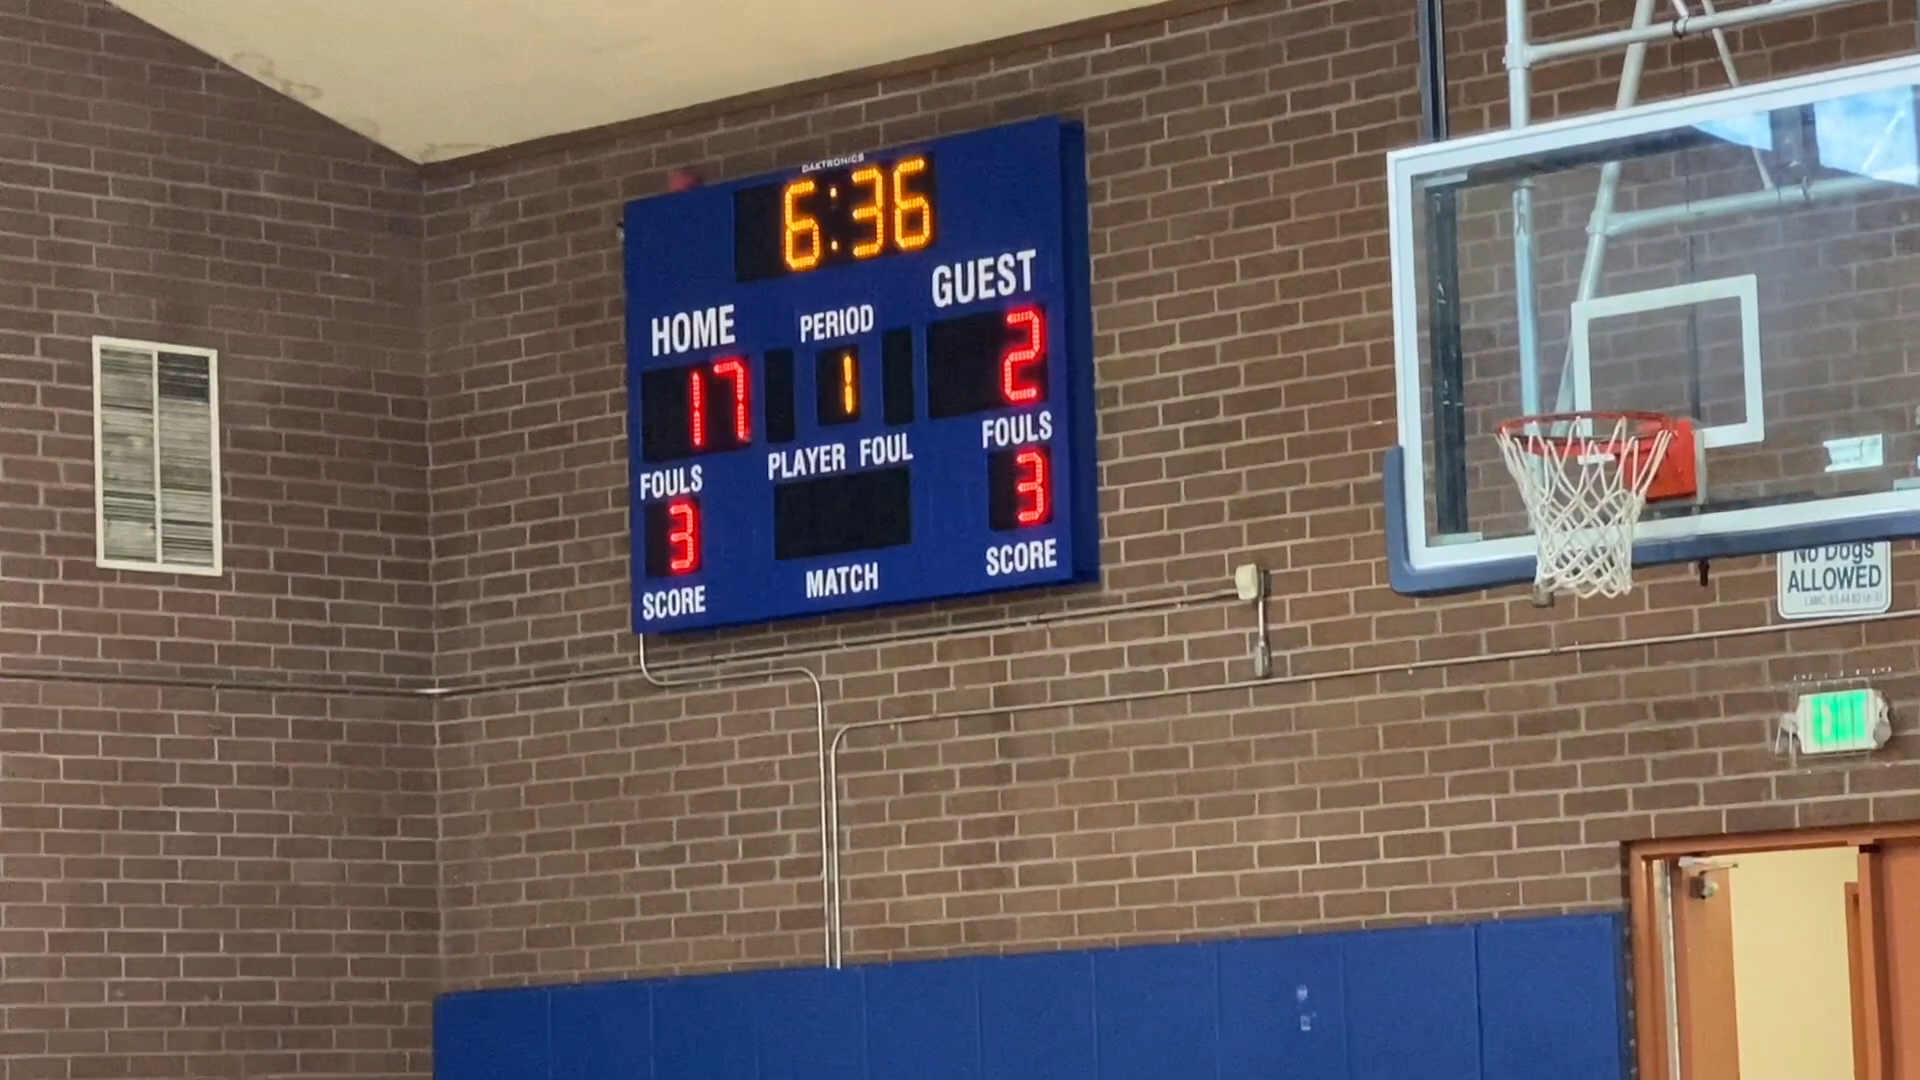 DAKTRONICS
6:36
HOME
PERIOD
GUEST
17
1
2
FOULS
PLAYER FOUL
FOULS
3
3
SCORE
MATCH
SCORE
No Dogs
ALLOWED